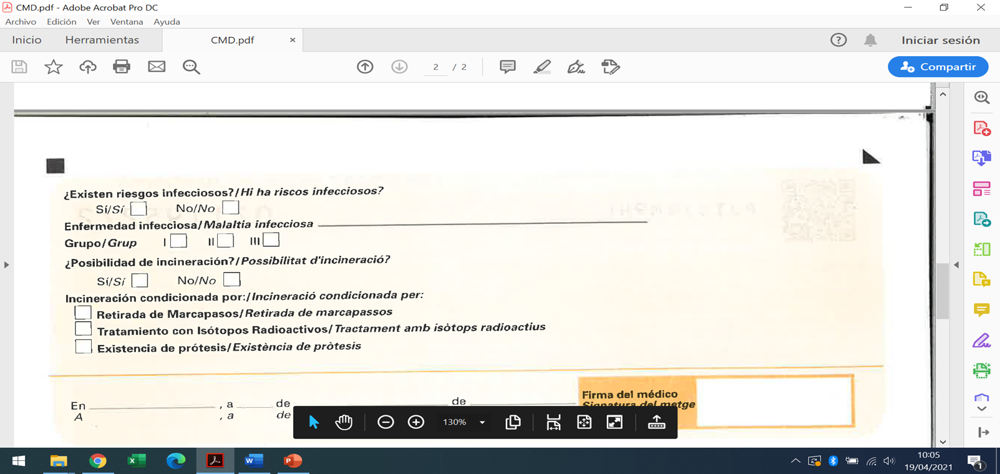 CMD.pdf - Adobe Acrobat Pro DC
Archivo Edición Ver Ventana Ayuda
Inicio Herramientas CMD.pdf × Iniciar sesión
2 / 2 Compartir
¿Existen riesgos infecciosos?/Hi ha riscos infecciosos?
Sí/Sí No/No
Enfermedad infecciosa/Malaltia infecciosa
Grupo/Grup I II III
¿Posibilidad de incineración?/Possibilitat d'incineració?
Sí/Sí No/No
Incineración condicionada por:/Incineració condicionada per:
Retirada de Marcapasos/Retirada de marcapassos
Tratamiento con Isótopos Radioactivos/Tractament amb isòtops radioactius
Existencia de prótesis/Existència de pròtesis
En , a de de
A , a de
Firma del médico
Signatura del metge
130%
10:05
19/04/2021
1